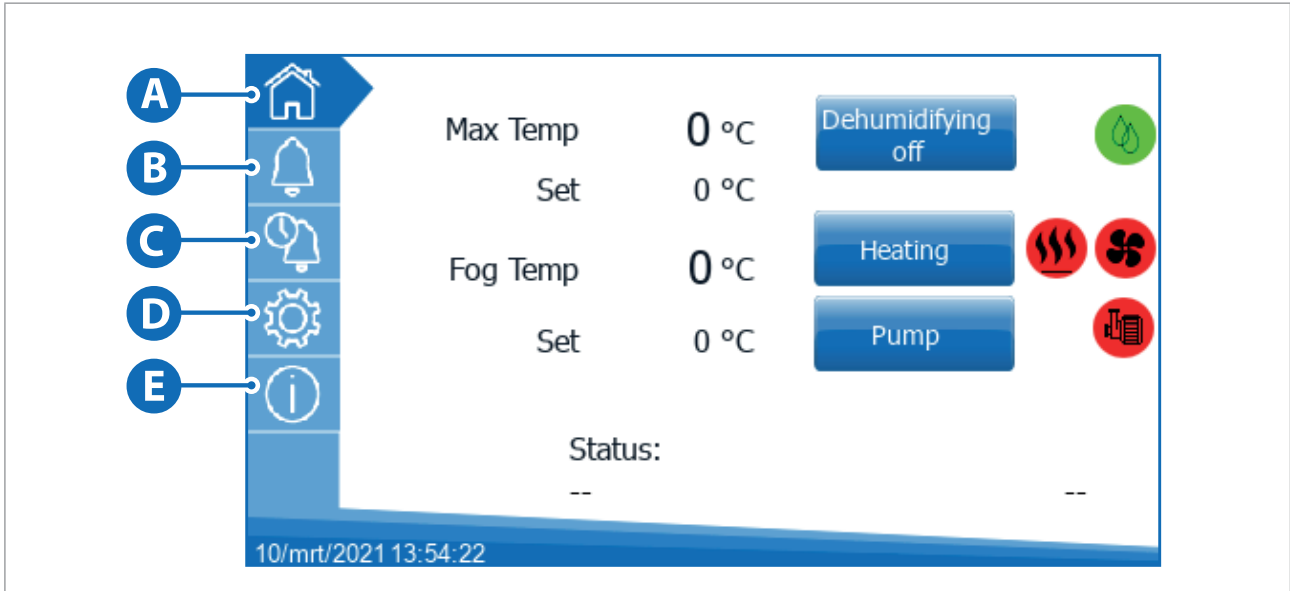 A
B
C
D
E
Max Temp 0 °C
Set 0 °C
Fog Temp 0 °C
Set 0 °C
Dehumidifying
off
Heating
Pump
Status:
-- --
10/mrt/2021 13:54:22